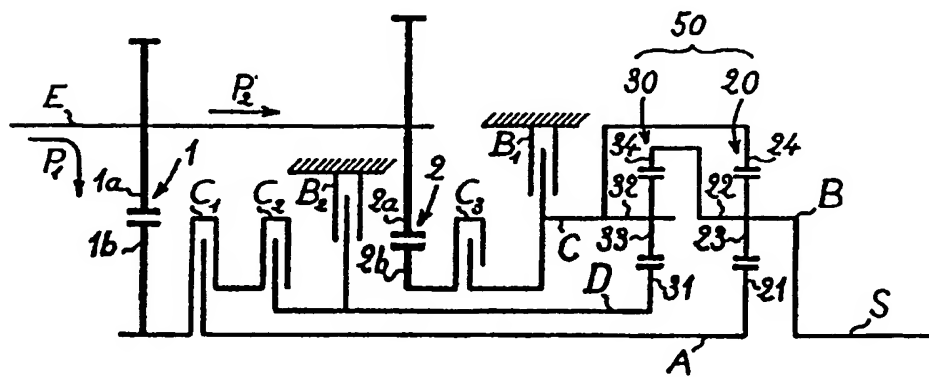 50
30 20
E P₂ B₁ 34 24
P₁ 1a 1 C₁ C₂ B₂ 2a 2 C₃ 32 22 B
1b 2b C 33 23
D 31 21
S
A